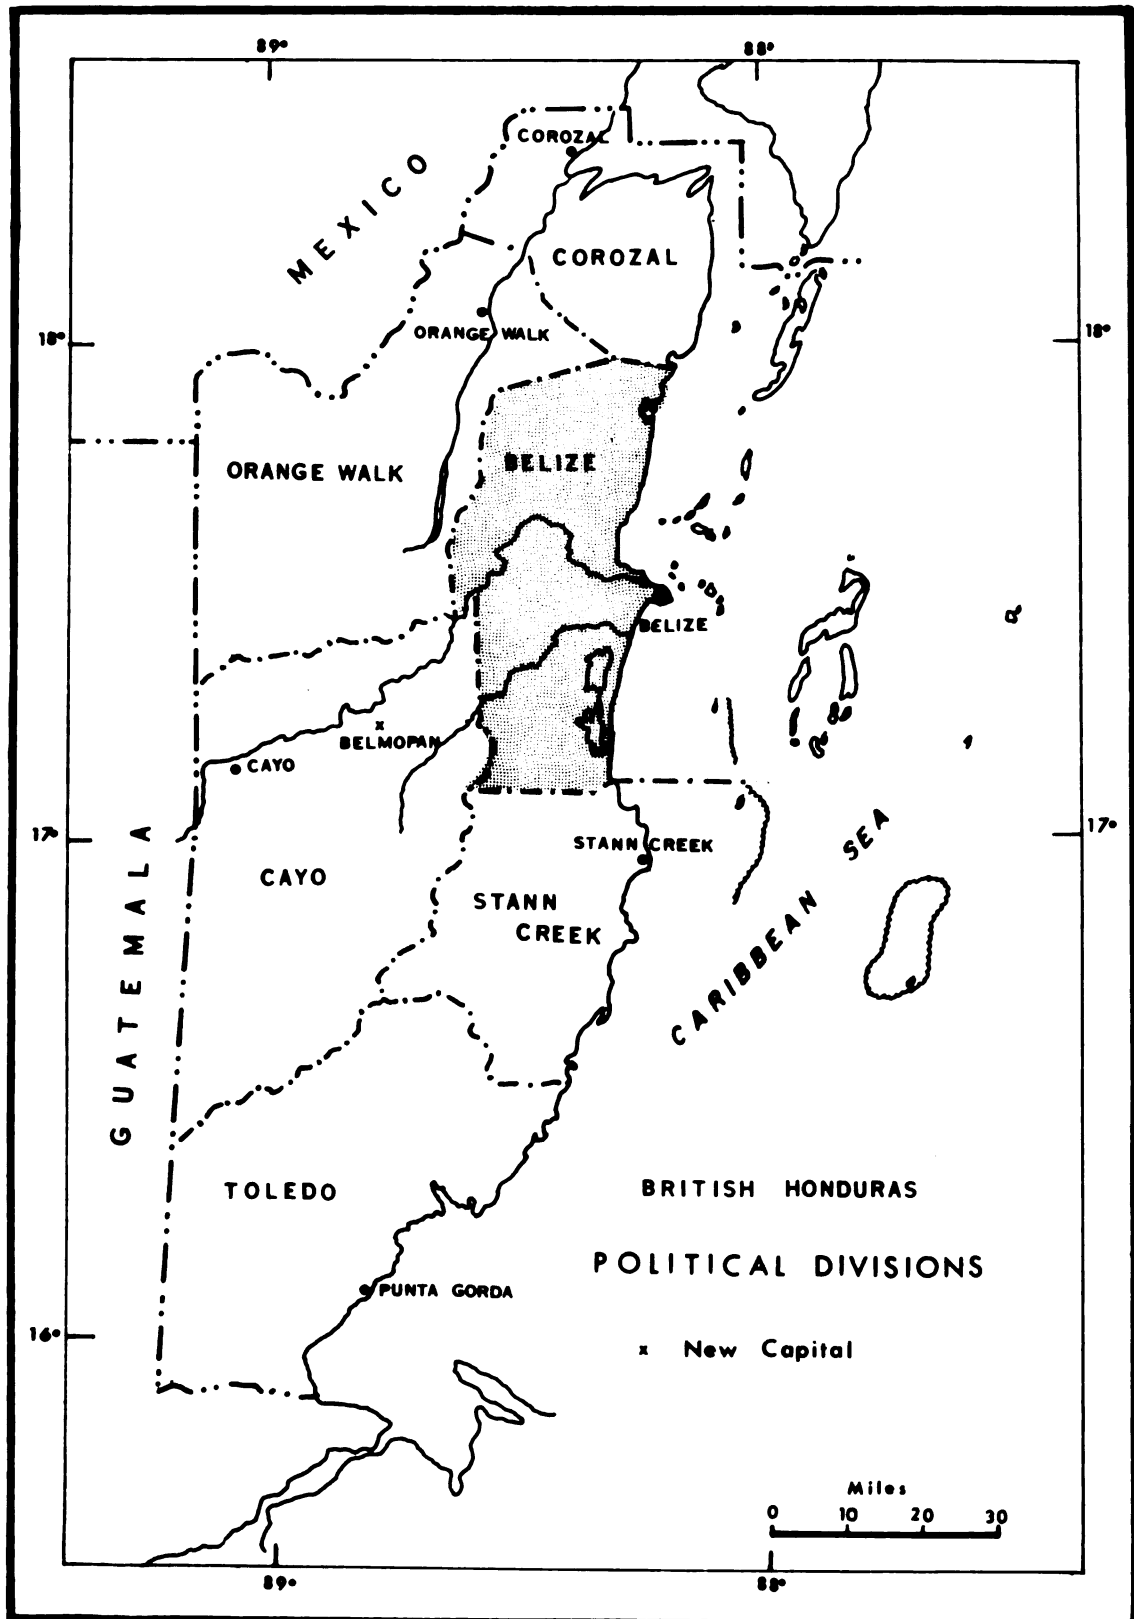 89° 88°
COROZAL
MEXICO
COROZAL
ORANGE WALK
18° 18°
ORANGE WALK
BELIZE
BELIZE
BELMOPAN
CAYO
17° 17°
STANN CREEK
CARIBBEAN SEA
GUATEMALA
CAYO
STANN
CREEK
TOLEDO
BRITISH HONDURAS
POLITICAL DIVISIONS
PUNTA GORDA
16°
x New Capital
Miles
0 10 20 30
89° 88°